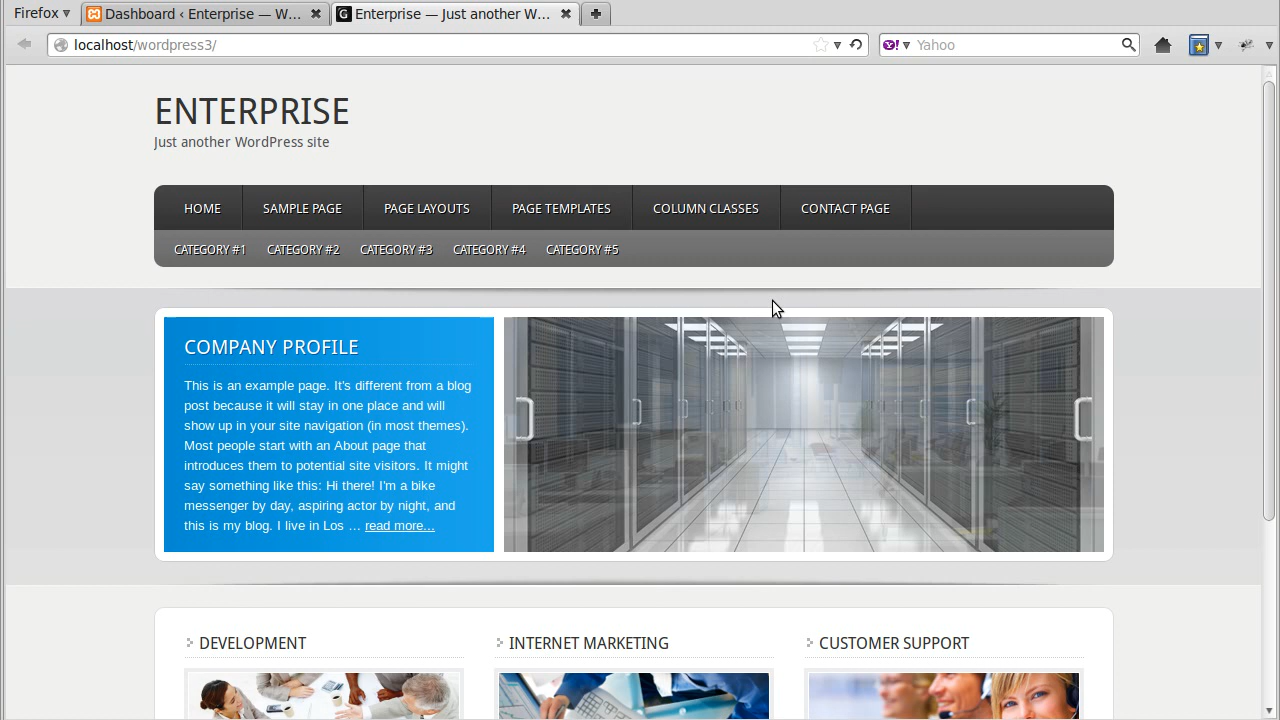 Firefox
Dashboard ‹ Enterprise — W...
Enterprise — Just another W...
localhost/wordpress3/
Yahoo
ENTERPRISE
Just another WordPress site
HOME
SAMPLE PAGE
PAGE LAYOUTS
PAGE TEMPLATES
COLUMN CLASSES
CONTACT PAGE
CATEGORY #1
CATEGORY #2
CATEGORY #3
CATEGORY #4
CATEGORY #5
COMPANY PROFILE
This is an example page. It's different from a blog
post because it will stay in one place and will
show up in your site navigation (in most themes).
Most people start with an About page that
introduces them to potential site visitors. It might
say something like this: Hi there! I'm a bike
messenger by day, aspiring actor by night, and
this is my blog. I live in Los … read more...
DEVELOPMENT
INTERNET MARKETING
CUSTOMER SUPPORT